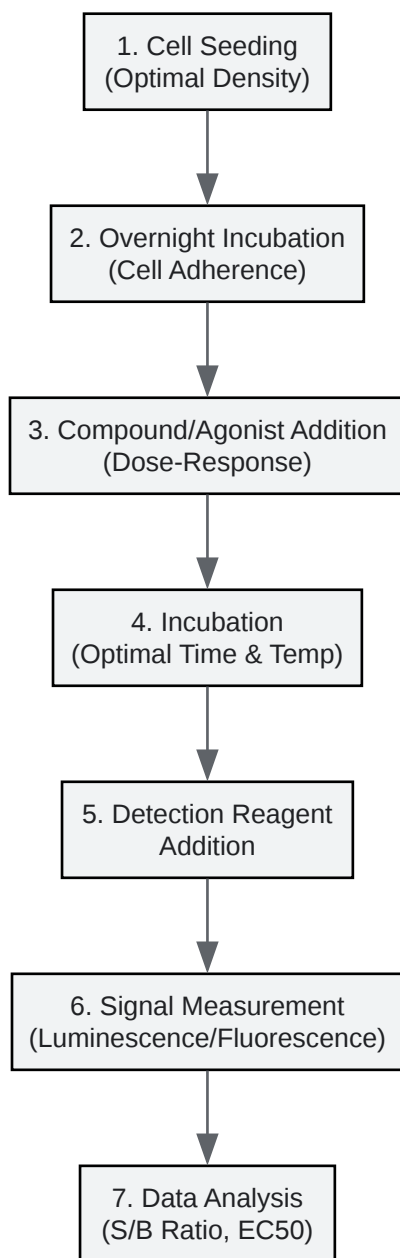 1. Cell Seeding
(Optimal Density)
2. Overnight Incubation
(Cell Adherence)
3. Compound/Agonist Addition
(Dose-Response)
4. Incubation
(Optimal Time & Temp)
5. Detection Reagent
Addition
6. Signal Measurement
(Luminescence/Fluorescence)
7. Data Analysis
(S/B Ratio, EC50)